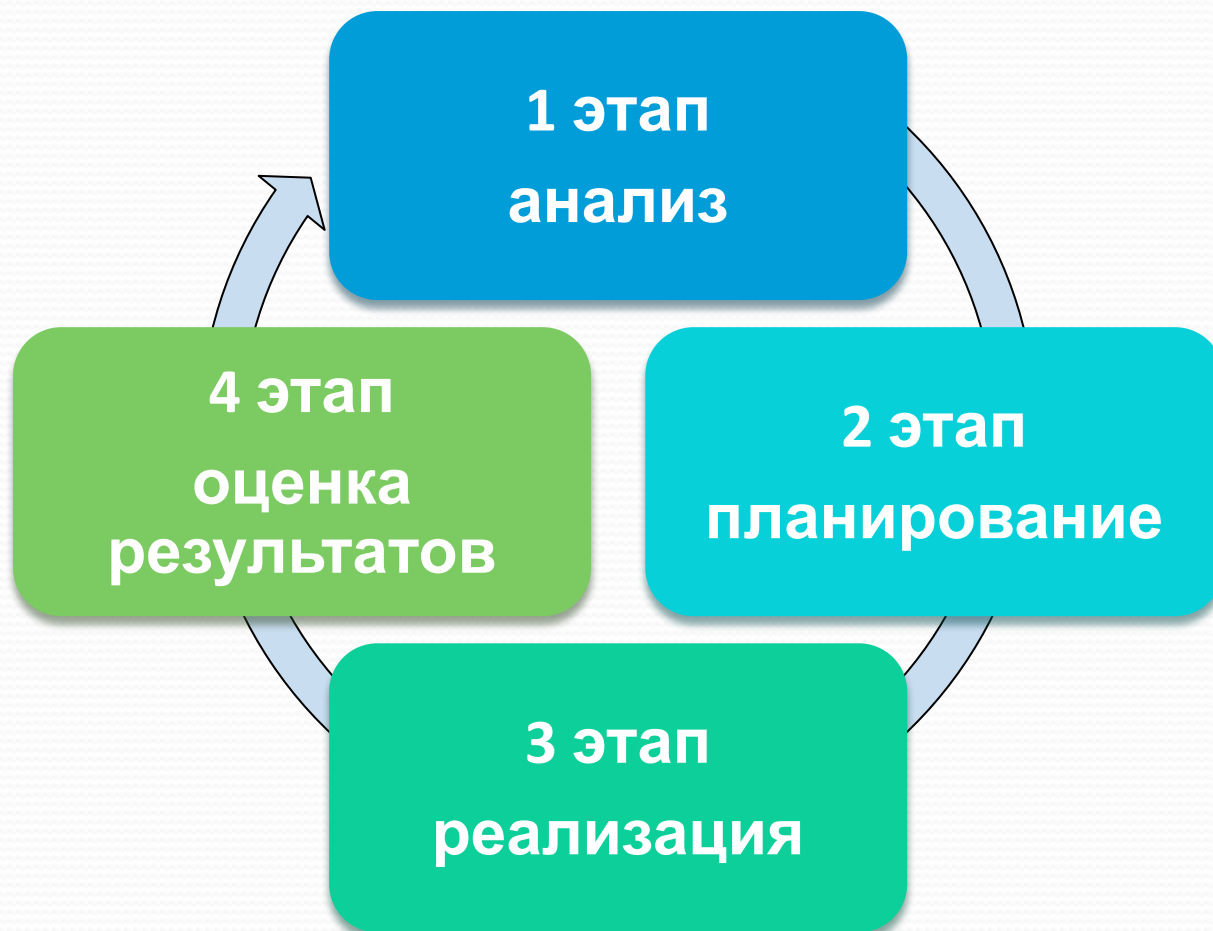 1 этап
анализ
2 этап
планирование
3 этап
реализация
4 этап
оценка
результатов